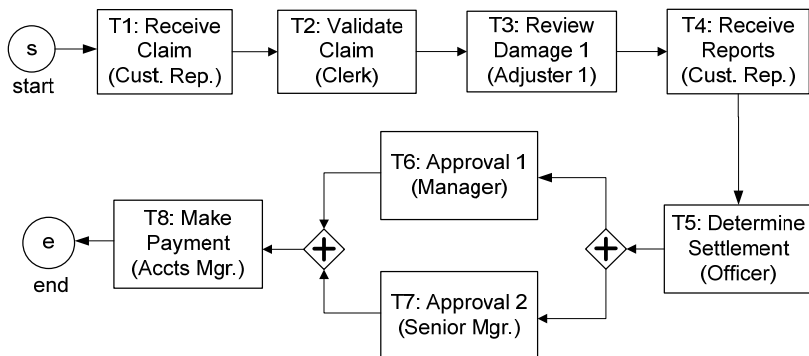 s
start
T1: Receive
Claim
(Cust. Rep.)
T2: Validate
Claim
(Clerk)
T3: Review
Damage 1
(Adjuster 1)
T4: Receive
Reports
(Cust. Rep.)
T5: Determine
Settlement
(Officer)
T6: Approval 1
(Manager)
T7: Approval 2
(Senior Mgr.)
T8: Make
Payment
(Accts Mgr.)
e
end